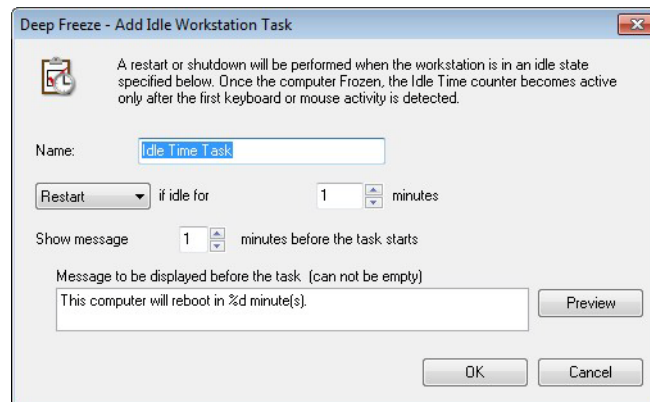 Deep Freeze - Add Idle Workstation Task
A restart or shutdown will be performed when the workstation is in an idle state
specified below. Once the computer Frozen, the Idle Time counter becomes active
only after the first keyboard or mouse activity is detected.
Name: Idle Time Task
Restart if idle for 1 minutes
Show message 1 minutes before the task starts
Message to be displayed before the task (can not be empty)
This computer will reboot in %d minute(s).
Preview
OK Cancel